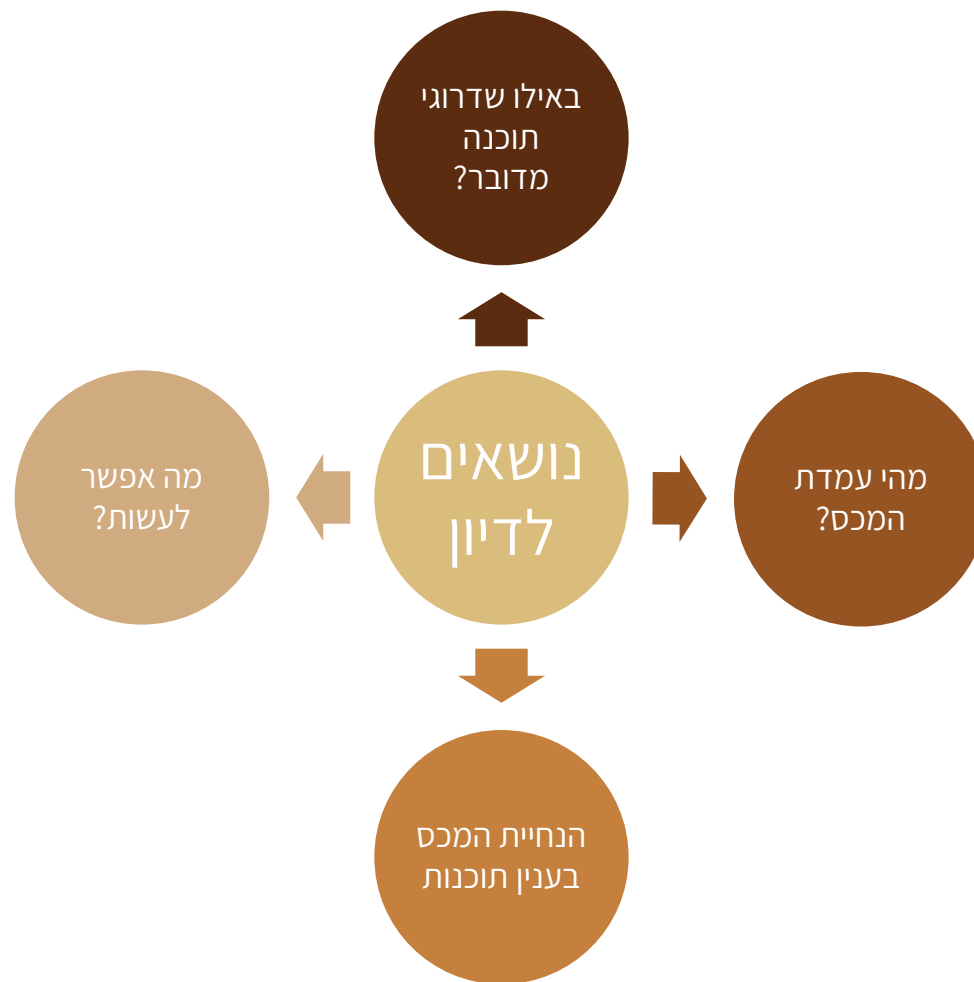 באילו שדרוגי
תוכנה
מדובר?
נושאים
לדיון
מהי עמדת
המכס?
הנחיית המכס
בענין תוכנות
מה אפשר
לעשות?